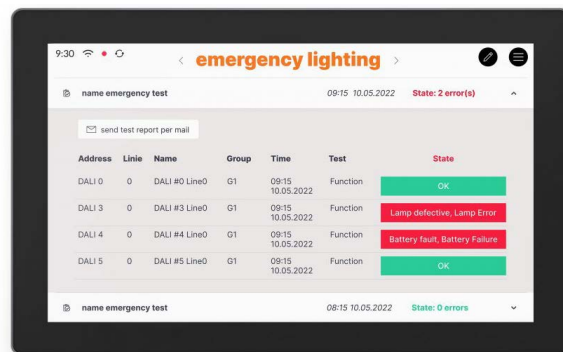 9:30
emergency lighting
name emergency test 09:15 10.05.2022 State: 2 error(s)
send test report per mail
Address Linie Name Group Time Test State
DALI 0 0 DALI #0 Line0 G1 09:15 Function OK
10.05.2022
DALI 3 0 DALI #3 Line0 G1 09:15 Function Lamp defective, Lamp Error
10.05.2022
DALI 4 0 DALI #4 Line0 G1 09:15 Function Battery fault, Battery Failure
10.05.2022
DALI 5 0 DALI #5 Line0 G1 09:15 Function OK
10.05.2022
name emergency test 08:15 10.05.2022 State: 0 errors